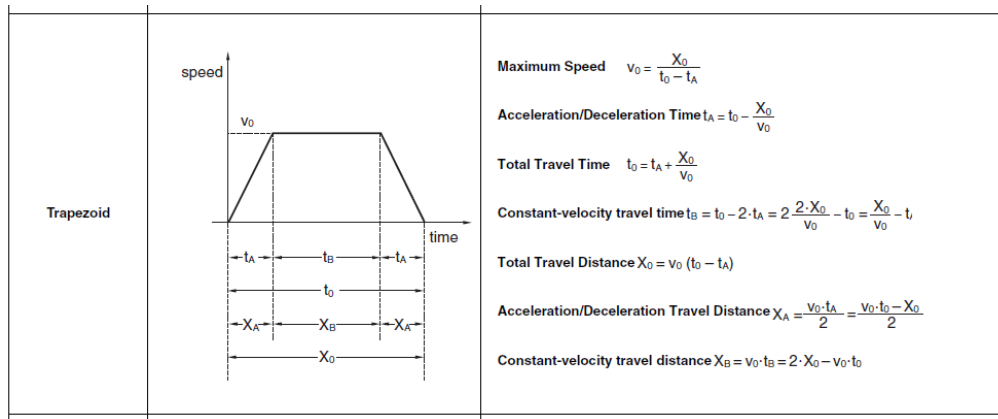 Trapezoid
speed
v₀
time
tA tB tA
t₀
XA XB XA
X₀
Maximum Speed v₀ = X₀ / (t₀ – tA)
Acceleration/Deceleration Time tA = t₀ – X₀ / v₀
Total Travel Time t₀ = tA + X₀ / v₀
Constant-velocity travel time tB = t₀ – 2·tA = 2 2·X₀ / v₀ – t₀ = X₀ / v₀ – t
Total Travel Distance X₀ = v₀ (t₀ – tA)
Acceleration/Deceleration Travel Distance XA = v₀·tA / 2 = v₀·t₀ – X₀ / 2
Constant-velocity travel distance XB = v₀·tB = 2·X₀ – v₀·t₀